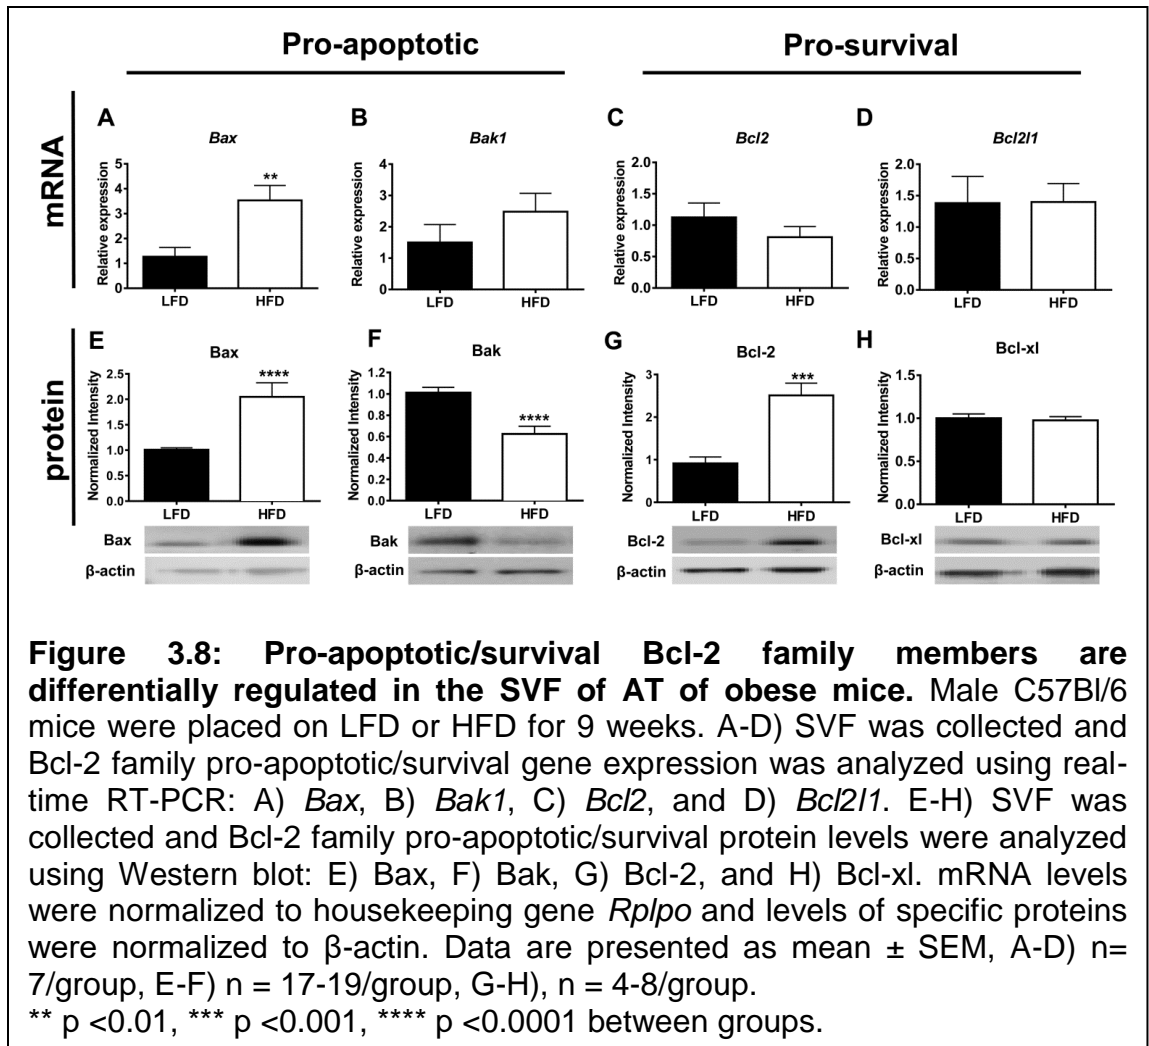 Pro-apoptotic
Pro-survival
mRNA
A
Bax
Relative expression
5
4
3
2
1
0
**
LFD
HFD
B
Bak1
Relative expression
4
3
2
1
0
LFD
HFD
C
Bcl2
Relative expression
2.0
1.5
1.0
0.5
0.0
LFD
HFD
D
Bcl2l1
Relative expression
2.0
1.5
1.0
0.5
0.0
LFD
HFD
protein
E
Bax
Normalized Intensity
2.5
2.0
1.5
1.0
0.5
0.0
****
LFD
HFD
Bax
β-actin
F
Bak
Normalized Intensity
1.2
1.0
0.8
0.6
0.4
0.2
0.0
****
LFD
HFD
Bak
β-actin
G
Bcl-2
Normalized Intensity
3
2
1
0
***
LFD
HFD
Bcl-2
β-actin
H
Bcl-xl
Normalized Intensity
1.5
1.0
0.5
0.0
LFD
HFD
Bcl-xl
β-actin
Figure 3.8: Pro-apoptotic/survival Bcl-2 family members are
differentially regulated in the SVF of AT of obese mice. Male C57Bl/6
mice were placed on LFD or HFD for 9 weeks. A-D) SVF was collected and
Bcl-2 family pro-apoptotic/survival gene expression was analyzed using real-
time RT-PCR: A) Bax, B) Bak1, C) Bcl2, and D) Bcl2l1. E-H) SVF was
collected and Bcl-2 family pro-apoptotic/survival protein levels were analyzed
using Western blot: E) Bax, F) Bak, G) Bcl-2, and H) Bcl-xl. mRNA levels
were normalized to housekeeping gene Rplpo and levels of specific proteins
were normalized to β-actin. Data are presented as mean ± SEM, A-D) n=
7/group, E-F) n = 17-19/group, G-H), n = 4-8/group.
** p <0.01, *** p <0.001, **** p <0.0001 between groups.